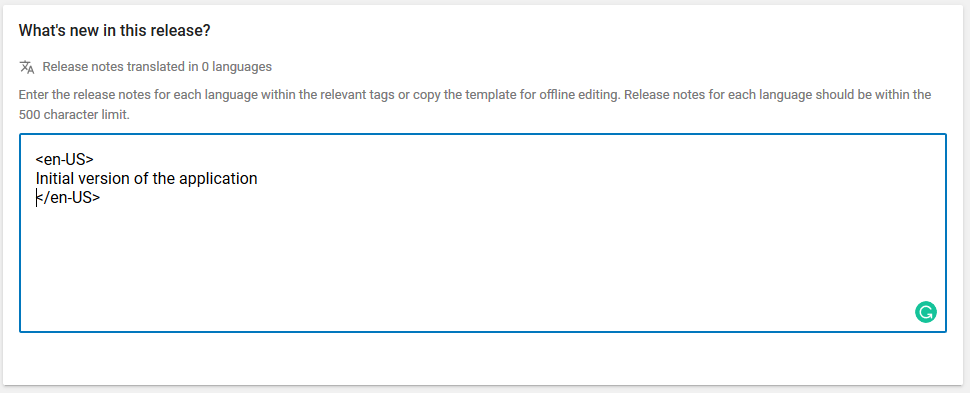 What's new in this release?
Release notes translated in 0 languages
Enter the release notes for each language within the relevant tags or copy the template for offline editing. Release notes for each language should be within the
500 character limit.
<en-US>
Initial version of the application
</en-US>